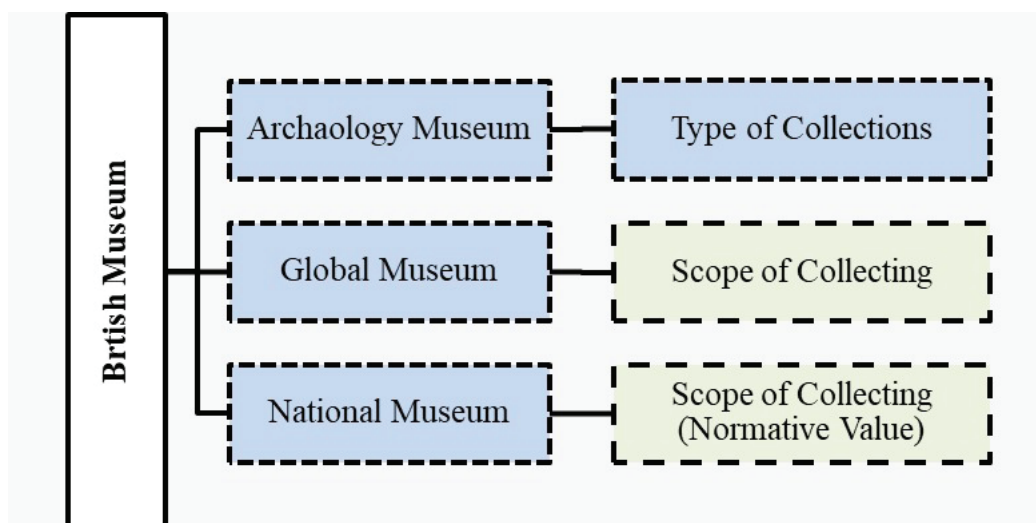 Brtish Museum
Archaology Museum
Type of Collections
Global Museum
Scope of Collecting
National Museum
Scope of Collecting
(Normative Value)